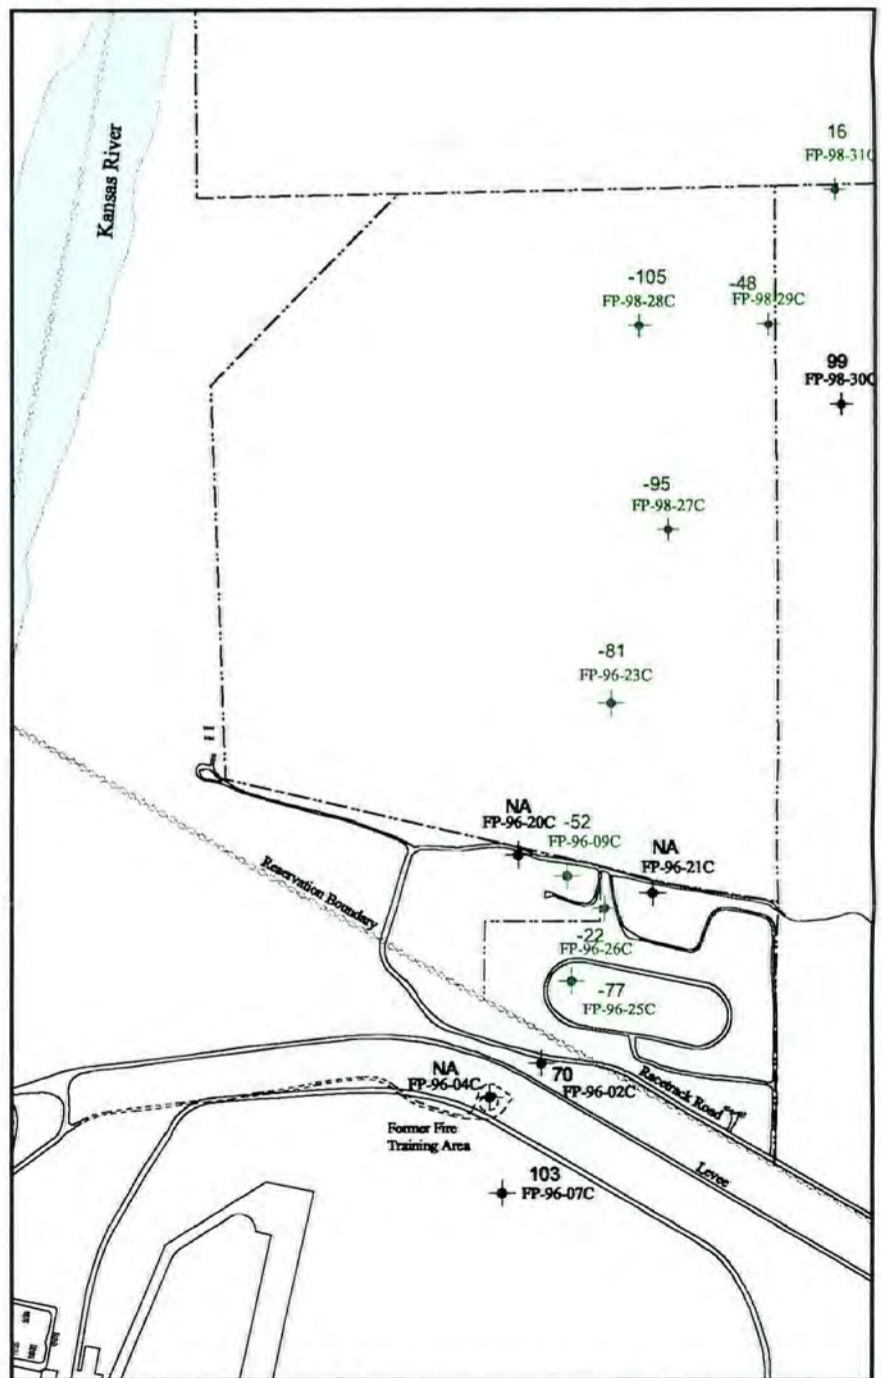 Kansas River
16
FP-98-31C
-105
FP-98-28C
-48
FP-98-29C
99
FP-98-30C
-95
FP-98-27C
-81
FP-96-23C
NA
FP-96-20C
-52
FP-96-09C
NA
FP-96-21C
Reservation Boundary
-22
FP-96-26C
-77
FP-96-25C
NA
FP-96-04C
70
FP-96-02C
Racetrack Road
Former Fire
Training Area
Levee
103
FP-96-07C